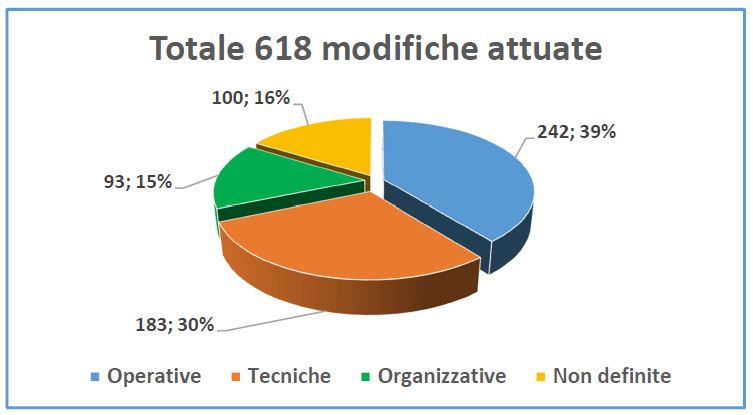 Totale 618 modifiche attuate
100; 16%
242; 39%
93; 15%
183; 30%
Operative Tecniche Organizzative Non definite